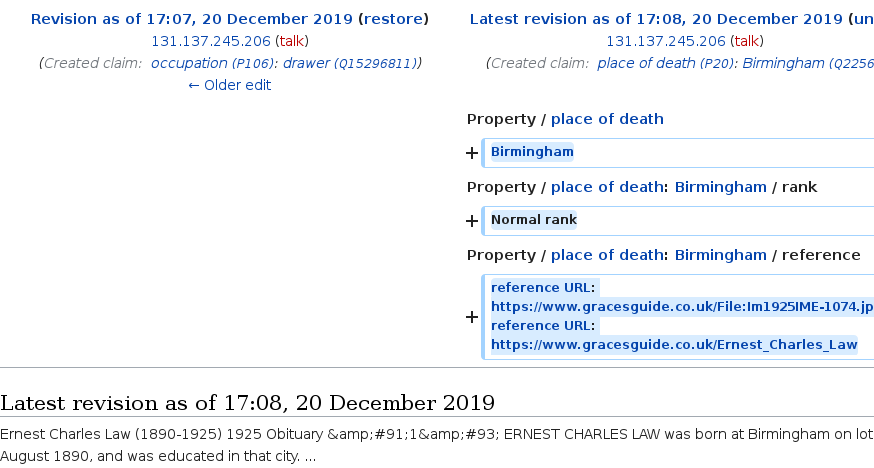 Revision as of 17:07, 20 December 2019 (restore)
131.137.245.206 (talk)
(Created claim: occupation (P106): drawer (Q15296811))
← Older edit
Latest revision as of 17:08, 20 December 2019 (un
131.137.245.206 (talk)
(Created claim: place of death (P20): Birmingham (Q2256
Property / place of death
+ Birmingham
Property / place of death: Birmingham / rank
+ Normal rank
Property / place of death: Birmingham / reference
reference URL:
https://www.gracesguide.co.uk/File:Im1925IME-1074.jp
+ reference URL:
https://www.gracesguide.co.uk/Ernest_Charles_Law
Latest revision as of 17:08, 20 December 2019
Ernest Charles Law (1890-1925) 1925 Obituary &amp;#91;1&amp;#93; ERNEST CHARLES LAW was born at Birmingham on lot
August 1890, and was educated in that city. ...